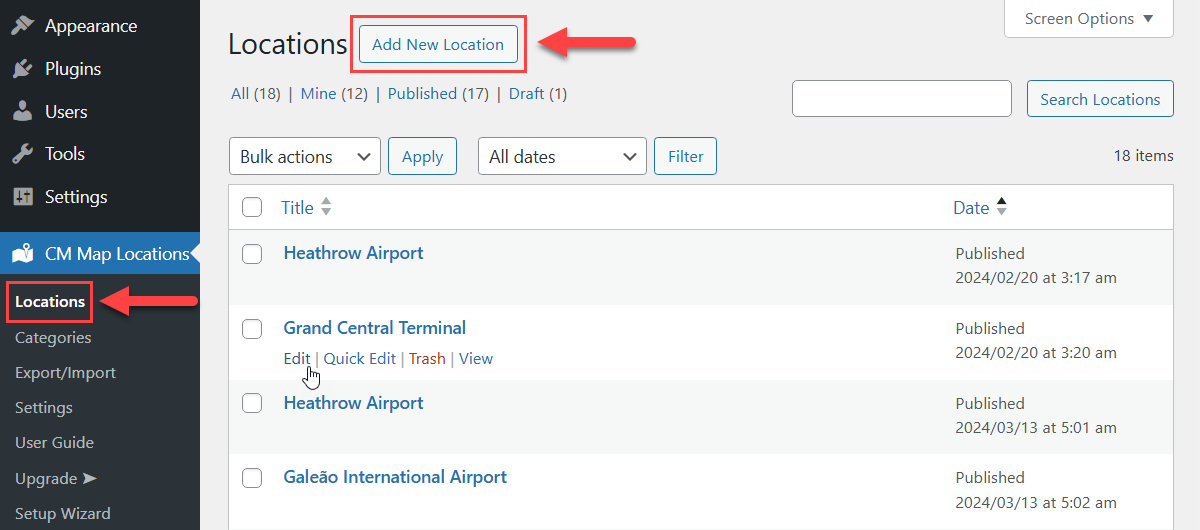 Appearance
Plugins
Users
Tools
Settings
CM Map Locations
Locations
Categories
Export/Import
Settings
User Guide
Upgrade ➤
Setup Wizard
Screen Options ▼
Locations Add New Location
All (18) | Mine (12) | Published (17) | Draft (1)
Search Locations
Bulk actions Apply All dates Filter 18 items
Title Date
Heathrow Airport Published
2024/02/20 at 3:17 am
Grand Central Terminal Published
Edit | Quick Edit | Trash | View 2024/02/20 at 3:20 am
Heathrow Airport Published
2024/03/13 at 5:01 am
Galeão International Airport Published
2024/03/13 at 5:02 am